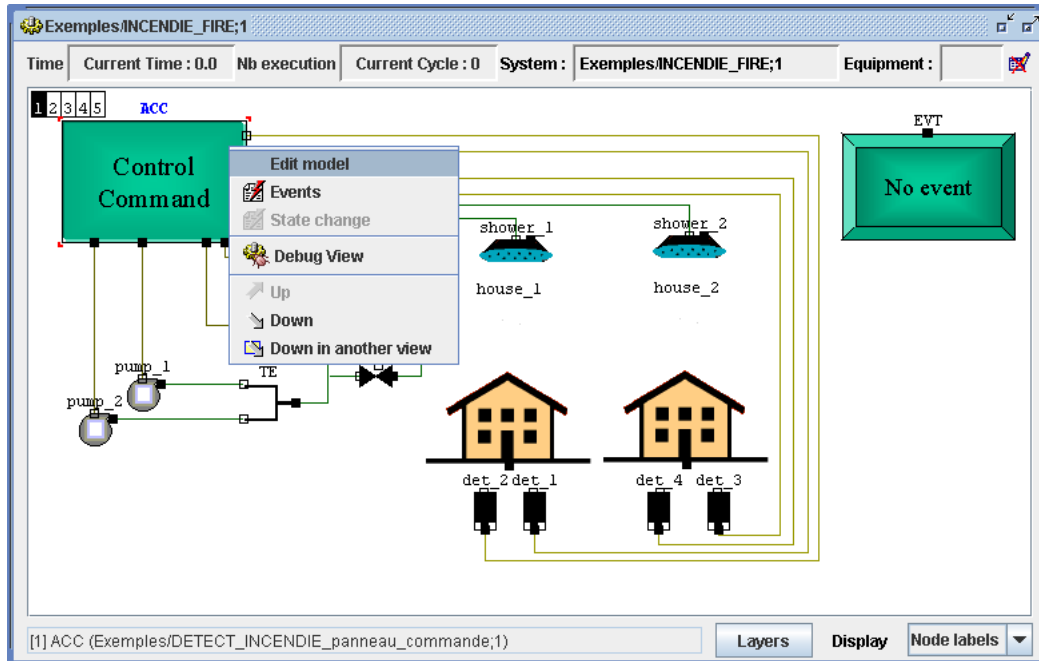 Exemples/INCENDIE_FIRE;1
Time Current Time : 0.0 Nb execution Current Cycle : 0 System : Exemples/INCENDIE_FIRE;1 Equipment :
1 2 3 4 5 ACC
EVT
Control
Command
No event
Edit model
Events
State change
Debug View
Up
Down
Down in another view
shower_1
shower_2
house_1
house_2
pump_1
TE
pump_2
det_2 det_1
det_4 det_3
[1] ACC (Exemples/DETECT_INCENDIE_panneau_commande;1) Layers Display Node labels